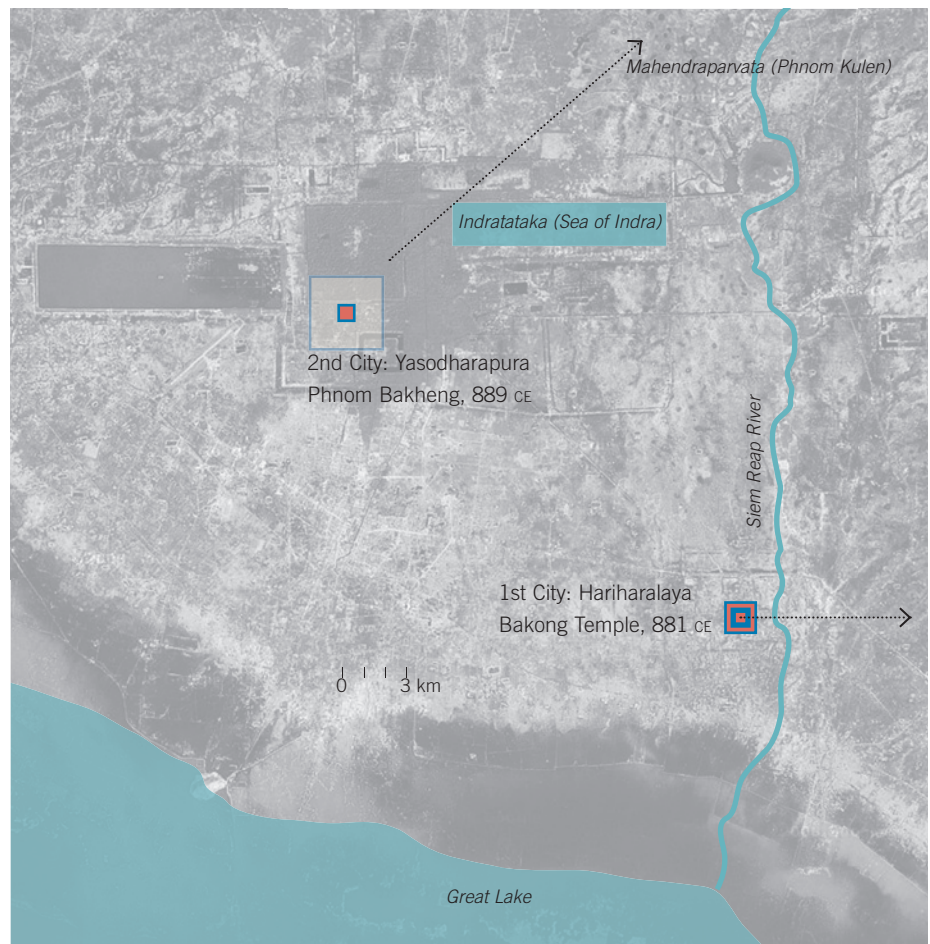 Mahendraparvata (Phnom Kulen)
Indratataka (Sea of Indra)
2nd City: Yasodharapura
Phnom Bakheng, 889 CE
Siem Reap River
1st City: Hariharalaya
Bakong Temple, 881 CE
0 3 km
Great Lake